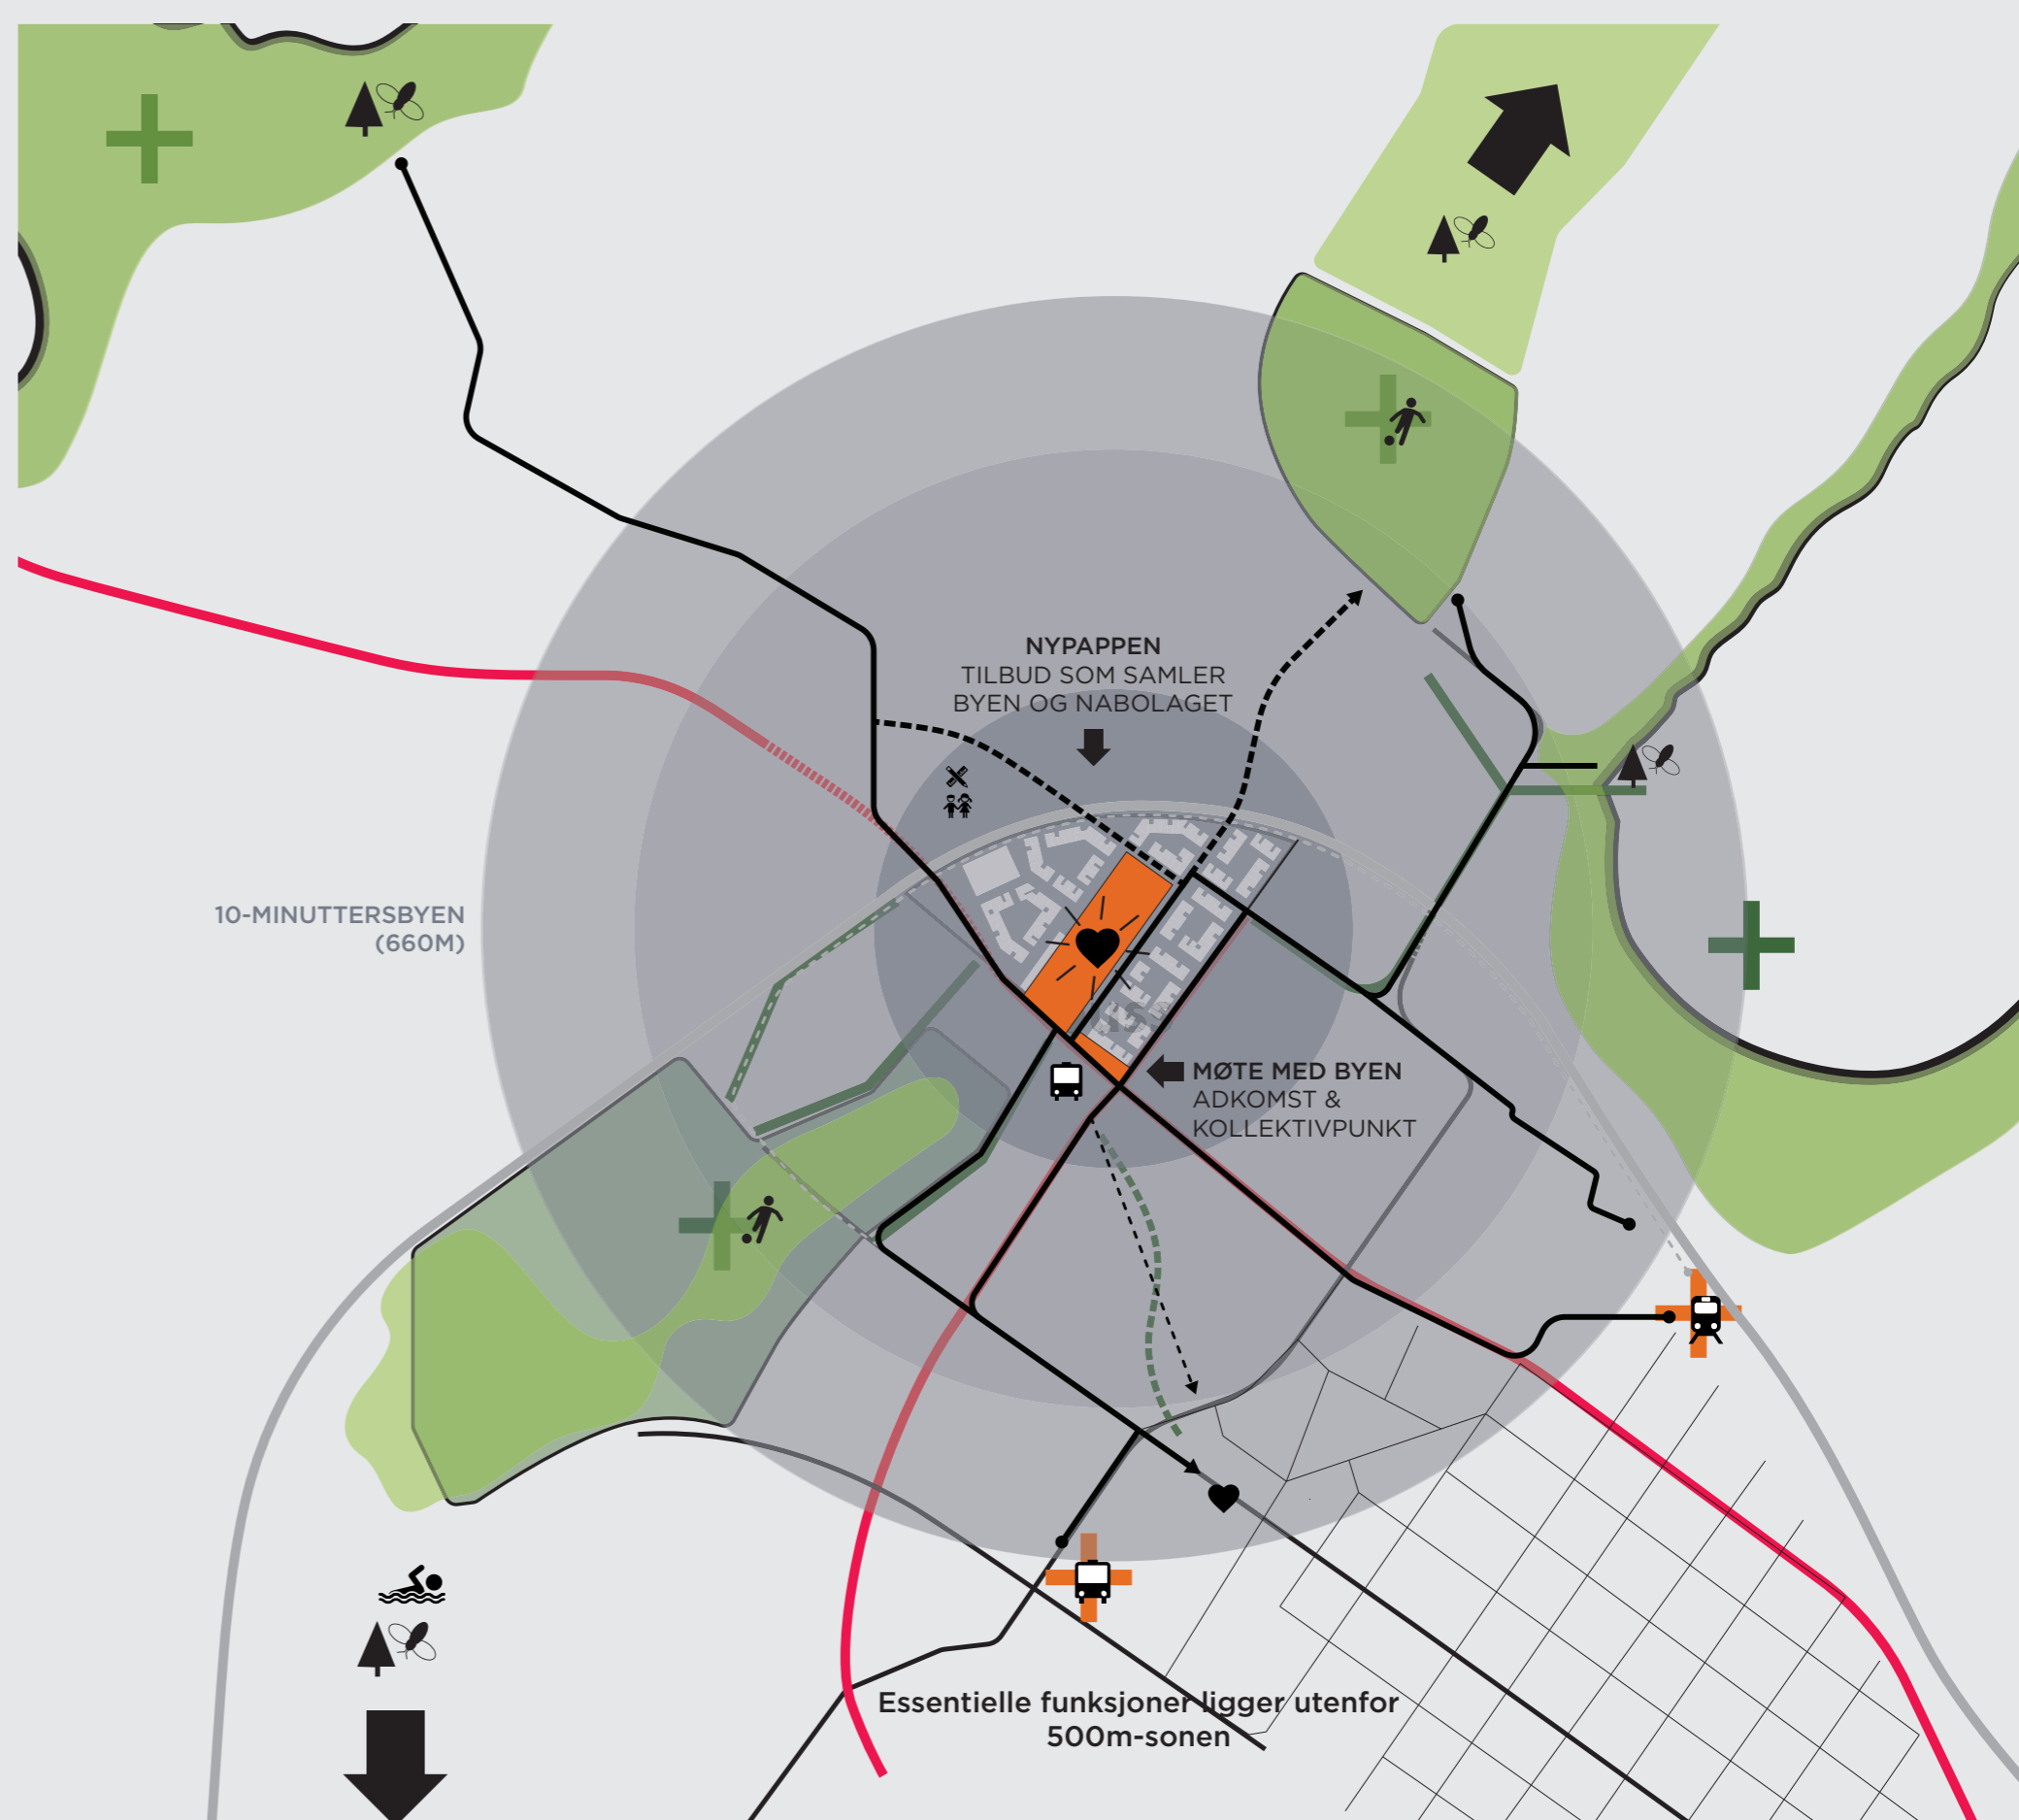 NYPAPPEN
TILBUD SOM SAMLER
BYEN OG NABOLAGET
10-MINUTTERSBYEN
(660M)
MØTE MED BYEN
ADKOMST &
KOLLEKTIVPUNKT
Essentielle funksjoner ligger utenfor
500m-sonen